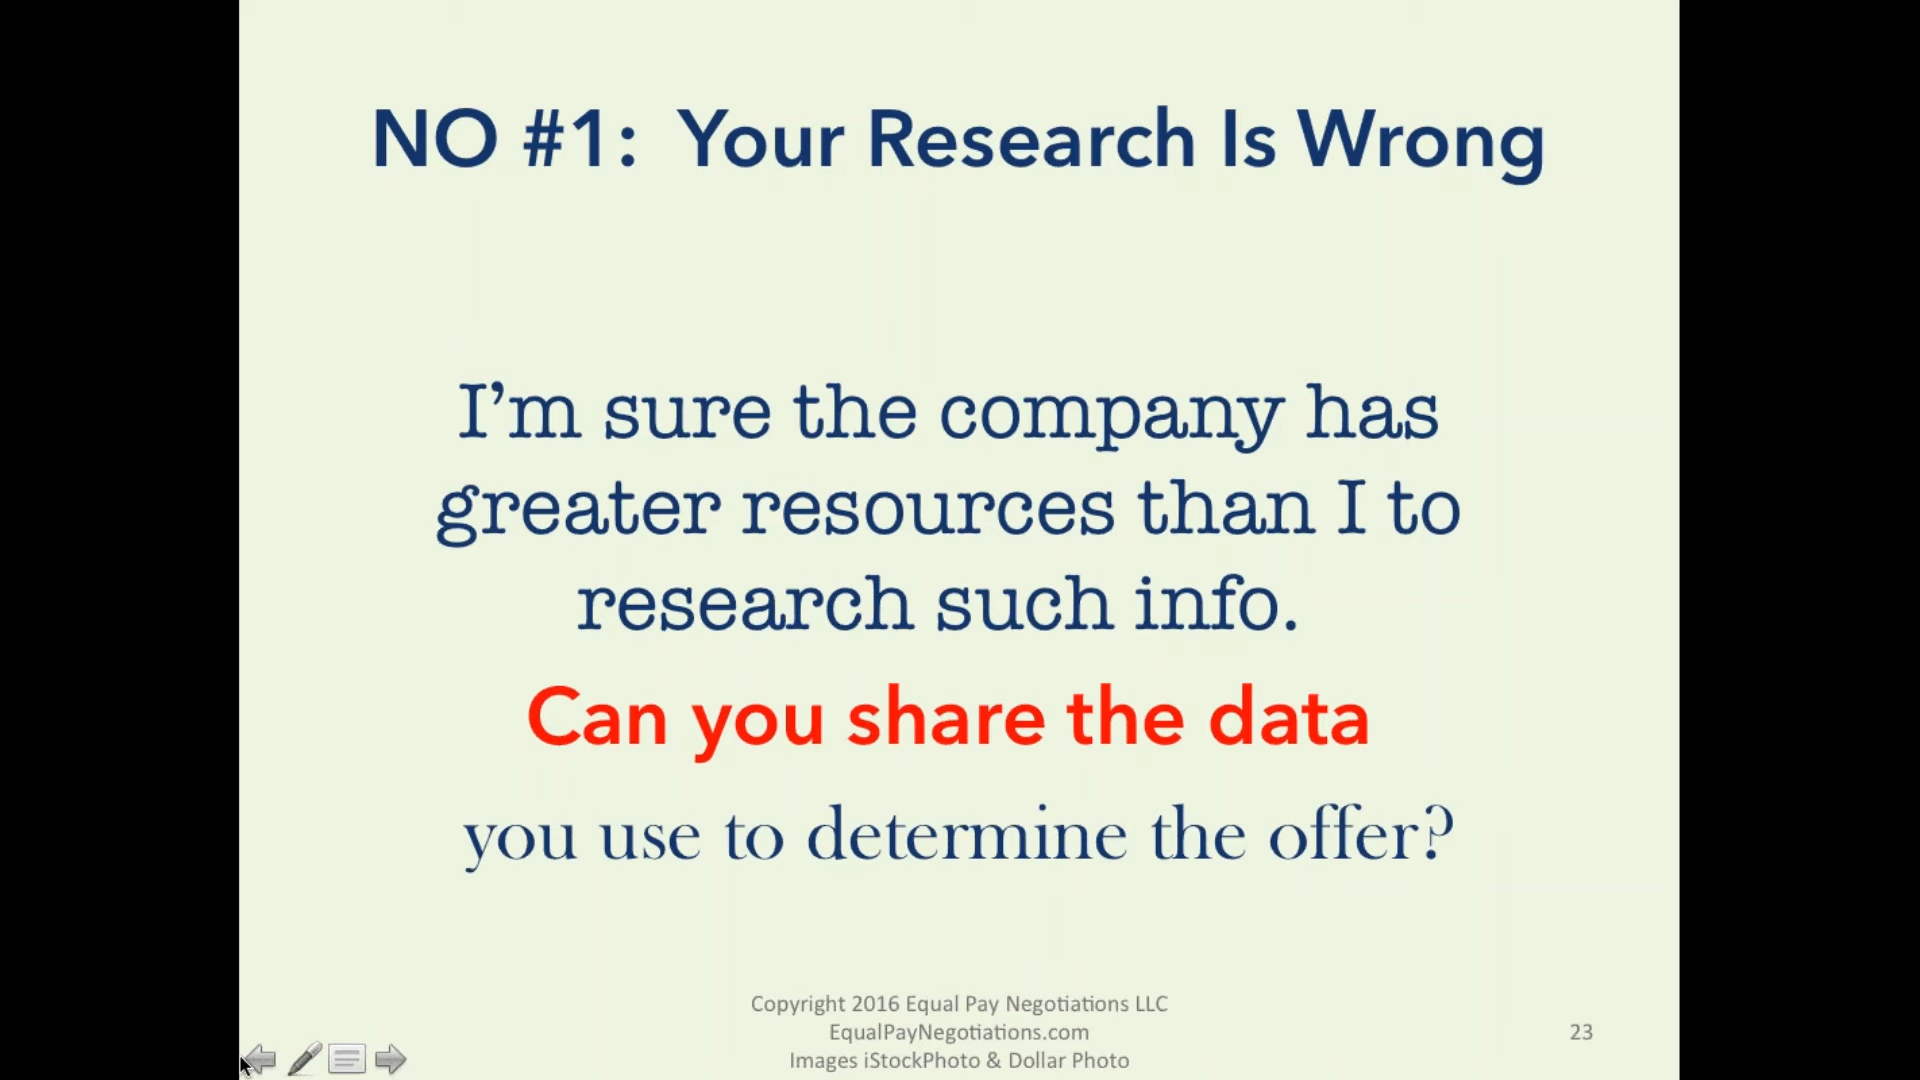 NO #1: Your Research Is Wrong
I'm sure the company has
greater resources than I to
research such info.
Can you share the data
you use to determine the offer?
Copyright 2016 Equal Pay Negotiations LLC
EqualPayNegotiations.com
Images iStockPhoto & Dollar Photo
23